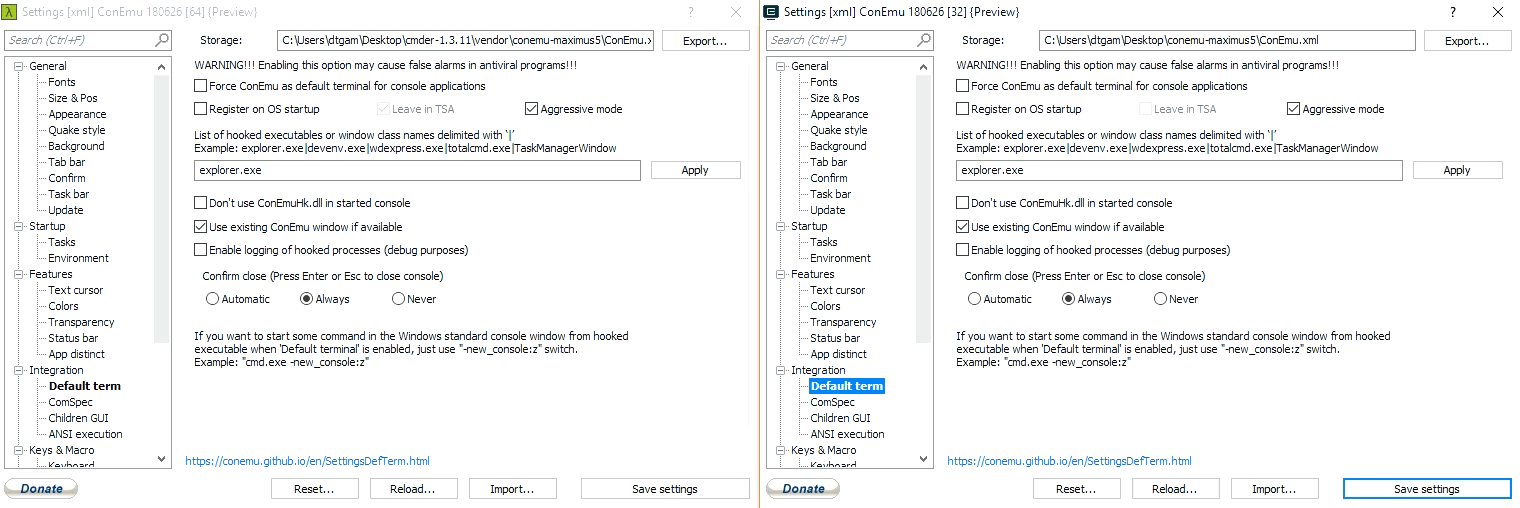 Settings [xml] ConEmu 180626 [64] {Preview}
?
Search (Ctrl+F)
Storage:
C:\Users\dtgam\Desktop\cmder-1.3.11\vendor\conemu-maximus5\ConEmu.x
Export...
General
Fonts
Size & Pos
Appearance
Quake style
Background
Tab bar
Confirm
Task bar
Update
Startup
Tasks
Environment
Features
Text cursor
Colors
Transparency
Status bar
App distinct
Integration
Default term
ComSpec
Children GUI
ANSI execution
Keys & Macro
Keyboard
WARNING!!! Enabling this option may cause false alarms in antiviral programs!!!
Force ConEmu as default terminal for console applications
Register on OS startup
Leave in TSA
Aggressive mode
List of hooked executables or window class names delimited with '|'
Example: explorer.exe|devenv.exe|wdexpress.exe|totalcmd.exe|TaskManagerWindow
explorer.exe
Apply
Don't use ConEmuHk.dll in started console
Use existing ConEmu window if available
Enable logging of hooked processes (debug purposes)
Confirm close (Press Enter or Esc to close console)
Automatic
Always
Never
If you want to start some command in the Windows standard console window from hooked
executable when 'Default terminal' is enabled, just use "-new_console:z" switch.
Example: "cmd.exe -new_console:z"
https://conemu.github.io/en/SettingsDefTerm.html
Donate
Reset...
Reload...
Import...
Save settings
Settings [xml] ConEmu 180626 [32] {Preview}
?
Search (Ctrl+F)
Storage:
C:\Users\dtgam\Desktop\conemu-maximus5\ConEmu.xml
Export...
General
Fonts
Size & Pos
Appearance
Quake style
Background
Tab bar
Confirm
Task bar
Update
Startup
Tasks
Environment
Features
Text cursor
Colors
Transparency
Status bar
App distinct
Integration
Default term
ComSpec
Children GUI
ANSI execution
Keys & Macro
Keyboard
WARNING!!! Enabling this option may cause false alarms in antiviral programs!!!
Force ConEmu as default terminal for console applications
Register on OS startup
Leave in TSA
Aggressive mode
List of hooked executables or window class names delimited with '|'
Example: explorer.exe|devenv.exe|wdexpress.exe|totalcmd.exe|TaskManagerWindow
explorer.exe
Apply
Don't use ConEmuHk.dll in started console
Use existing ConEmu window if available
Enable logging of hooked processes (debug purposes)
Confirm close (Press Enter or Esc to close console)
Automatic
Always
Never
If you want to start some command in the Windows standard console window from hooked
executable when 'Default terminal' is enabled, just use "-new_console:z" switch.
Example: "cmd.exe -new_console:z"
https://conemu.github.io/en/SettingsDefTerm.html
Donate
Reset...
Reload...
Import...
Save settings